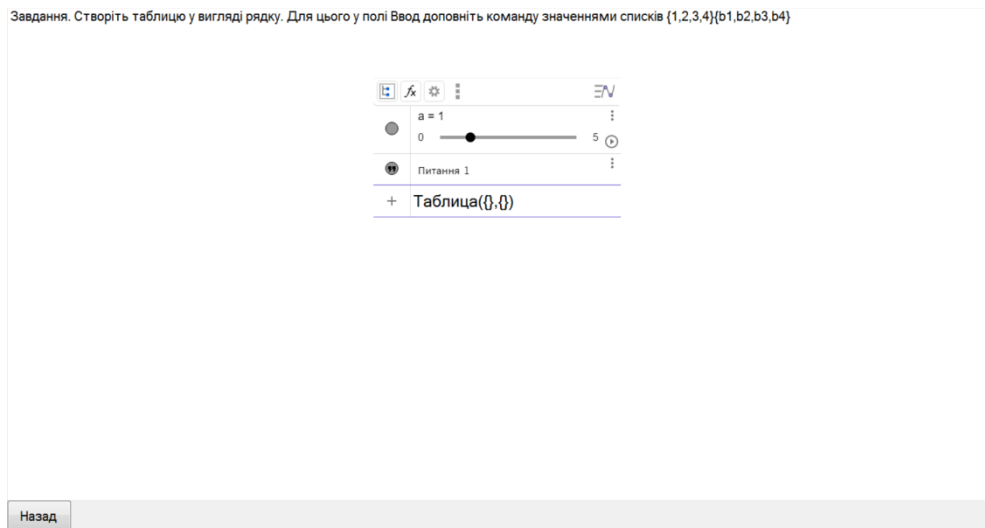 Завдання. Створіть таблицю у вигляді рядку. Для цього у полі Ввод доповніть команду значеннями списків {1,2,3,4}{b1,b2,b3,b4}
fx
a = 1
0 5
Питання 1
+ Таблица({},{})
Назад